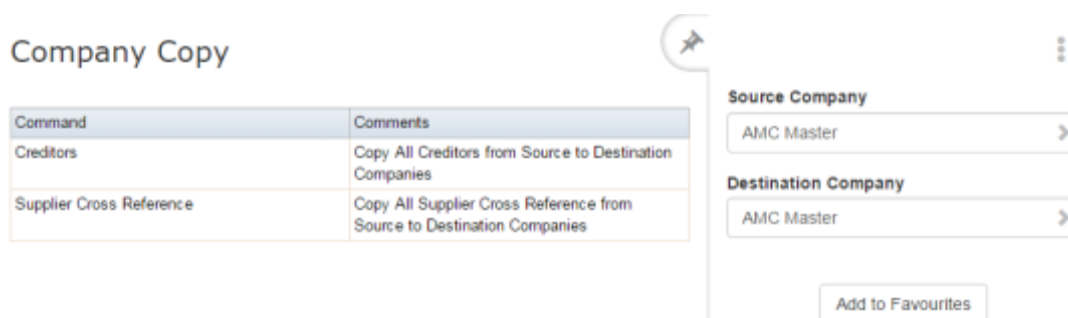 Company Copy
Command Comments
Creditors Copy All Creditors from Source to Destination
Companies
Supplier Cross Reference Copy All Supplier Cross Reference from
Source to Destination Companies
Source Company
AMC Master
Destination Company
AMC Master
Add to Favourites